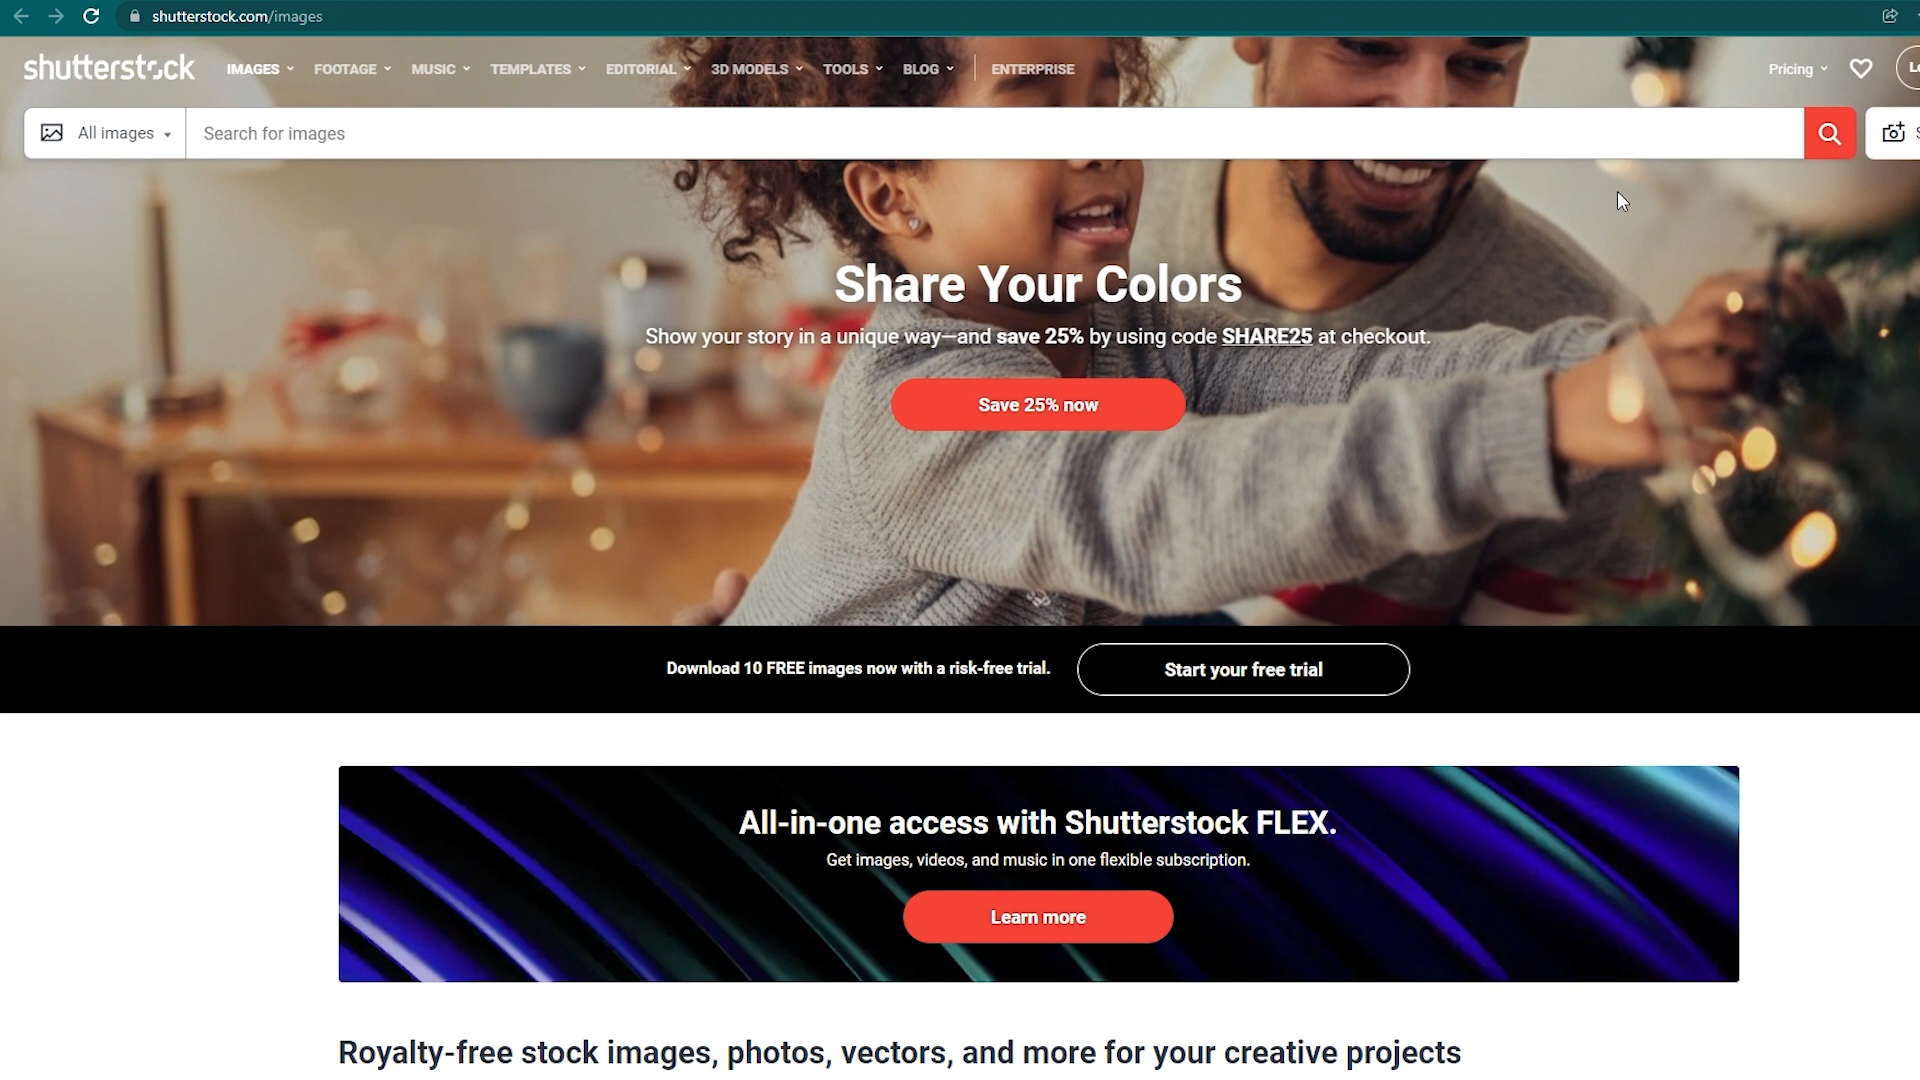 shutterstock.com/images
shutterstock IMAGES FOOTAGE MUSIC TEMPLATES EDITORIAL 3D MODELS TOOLS BLOG ENTERPRISE Pricing
All images Search for images
Share Your Colors
Show your story in a unique way—and save 25% by using code SHARE25 at checkout.
Save 25% now
Download 10 FREE images now with a risk-free trial. Start your free trial
All-in-one access with Shutterstock FLEX.
Get images, videos, and music in one flexible subscription.
Learn more
Royalty-free stock images, photos, vectors, and more for your creative projects